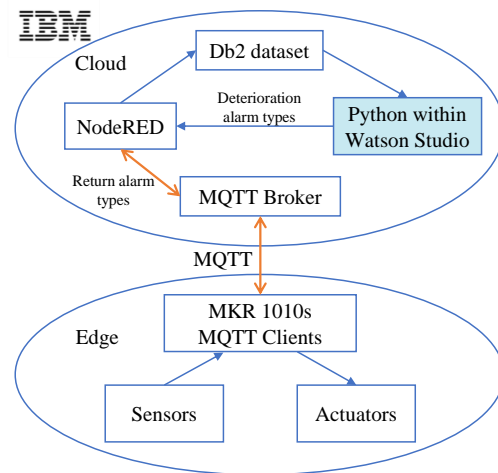 IBM
Cloud
Db2 dataset
Deterioration
alarm types
NodeRED
Python within
Watson Studio
Return alarm
types
MQTT Broker
MQTT
MKR 1010s
MQTT Clients
Edge
Sensors
Actuators